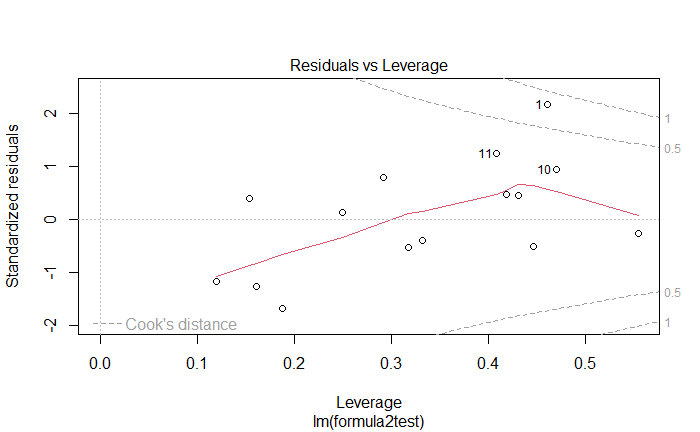 Residuals vs Leverage
Standardized residuals
2
1
0
-1
-2
1
11
10
1
0.5
0.5
1
Cook's distance
0.0 0.1 0.2 0.3 0.4 0.5
Leverage
lm(formula2test)